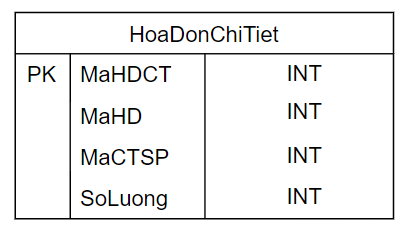 HoaDonChiTiet
PK MaHDCT INT
MaHD INT
MaCTSP INT
SoLuong INT